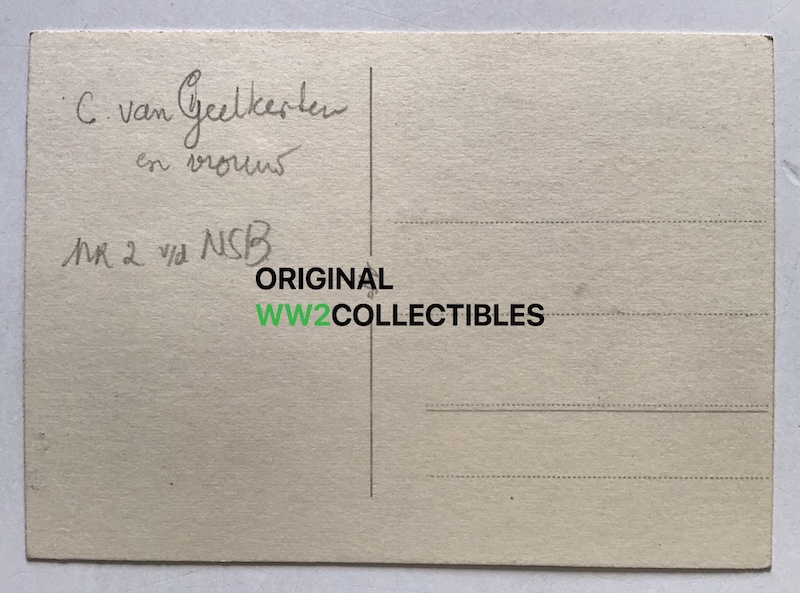 C. van Geelkerken
en vrouw
NR 2 v/d NSB
ORIGINAL
WW2COLLECTIBLES